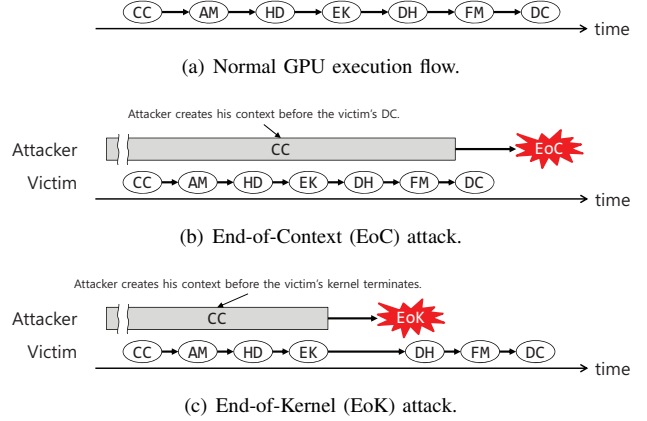 CC AM HD EK DH FM DC
time
(a) Normal GPU execution flow.
Attacker creates his context before the victim's DC.
Attacker CC EoC
Victim CC AM HD EK DH FM DC
time
(b) End-of-Context (EoC) attack.
Attacker creates his context before the victim's kernel terminates.
Attacker CC EoK
Victim CC AM HD EK DH FM DC
time
(c) End-of-Kernel (EoK) attack.